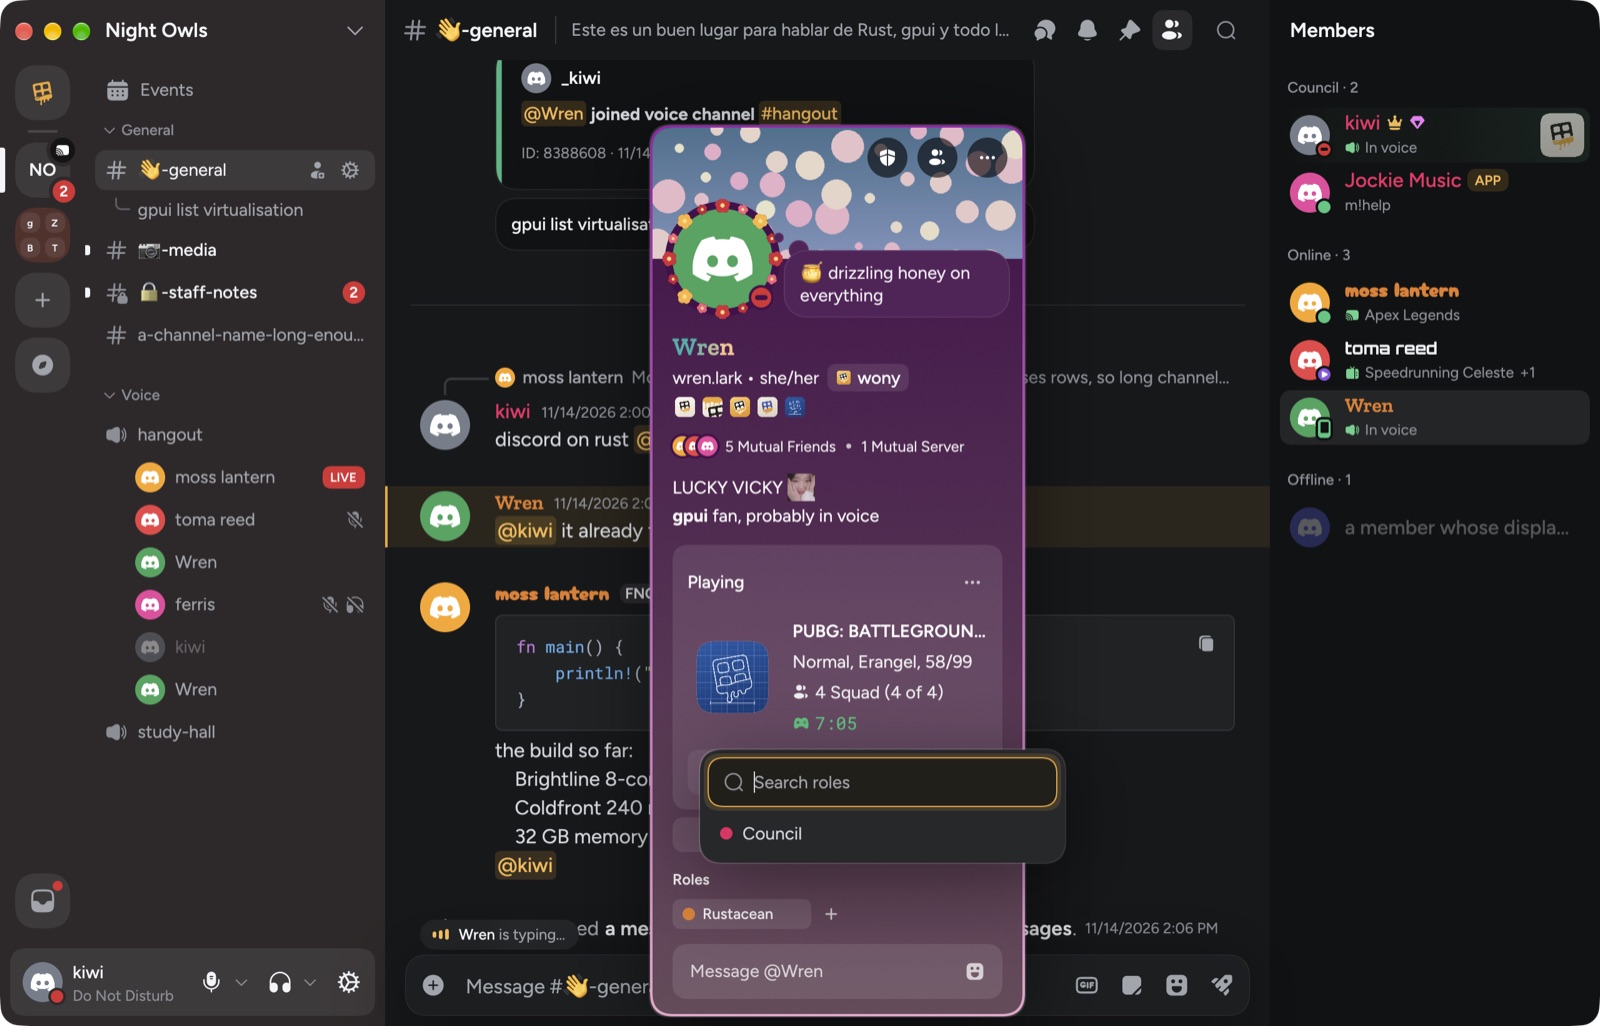 Night Owls
NO
2
g Z
B T
Events
General
👋-general
gpui list virtualisation
📷-media
🔒-staff-notes
2
a-channel-name-long-enou...
Voice
hangout
moss lantern
LIVE
toma reed
Wren
ferris
kiwi
Wren
study-hall
kiwi
Do Not Disturb
👋-general
Este es un buen lugar para hablar de Rust, gpui y todo l...
_kiwi
@Wren joined voice channel #hangout
ID: 8388608 · 11/14
gpui list virtualisa
moss lantern
ses rows, so long channel...
kiwi 11/14/2026 2:00
discord on rust @
Wren 11/14/2026 2:0
@kiwi it already
moss lantern
fn main() {
println!("
}
the build so far:
Brightline 8-co
Coldfront 240
32 GB memory
@kiwi
Wren is typing...
ed a me
sages. 11/14/2026 2:06 PM
Message #👋-gener
GIF
🍯 drizzling honey on
everything
Wren
wren.lark • she/her
wony
5 Mutual Friends • 1 Mutual Server
LUCKY VICKY
gpui fan, probably in voice
Playing
PUBG: BATTLEGROUN...
Normal, Erangel, 58/99
4 Squad (4 of 4)
7:05
Search roles
Council
Roles
Rustacean
Message @Wren
Members
Council · 2
kiwi
In voice
Jockie Music APP
m!help
Online · 3
moss lantern
Apex Legends
toma reed
Speedrunning Celeste +1
Wren
In voice
Offline · 1
a member whose displa...